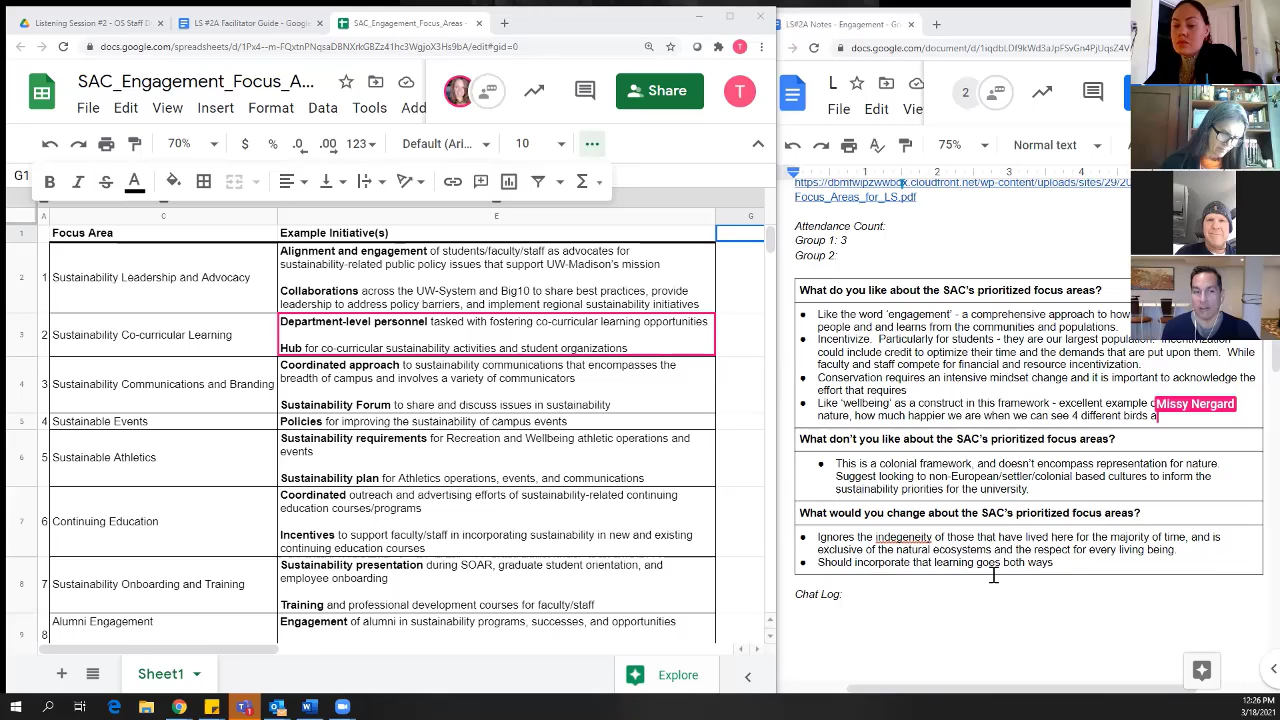 Listening Session #2 - OS Staff D
LS #2A Facilitator Guide - Google
SAC_Engagement_Focus_Areas -
docs.google.com/spreadsheets/d/1Px4--m-FQxtnPNqsaDBNXrkGBZz41hc3WgjoX3Hs9bA/edit#gid=0
SAC_Engagement_Focus_A...
File Edit View Insert Format Data Tools Add
Share
T
70% $ % .0 .00 123 Default (Ari... 10
G1
A C E G
1 Focus Area Example Initiative(s)
2 1 Sustainability Leadership and Advocacy
Alignment and engagement of students/faculty/staff as advocates for
sustainability-related public policy issues that support UW-Madison's mission
Collaborations across the UW-System and Big10 to share best practices, provide
leadership to address policy barriers, and implement regional sustainability initiatives
3 2 Sustainability Co-curricular Learning
Department-level personnel tasked with fostering co-curricular learning opportunities
Hub for co-curricular sustainability activities and student organizations
4 3 Sustainability Communications and Branding
Coordinated approach to sustainability communications that encompasses the
breadth of campus and involves a variety of communicators
Sustainability Forum to share and discuss issues in sustainability
5 4 Sustainable Events
Policies for improving the sustainability of campus events
6 5 Sustainable Athletics
Sustainability requirements for Recreation and Wellbeing athletic operations and
events
Sustainability plan for Athletics operations, events, and communications
7 6 Continuing Education
Coordinated outreach and advertising efforts of sustainability-related continuing
education courses/programs
Incentives to support faculty/staff in incorporating sustainability in new and existing
continuing education courses
8 7 Sustainability Onboarding and Training
Sustainability presentation during SOAR, graduate student orientation, and
employee onboarding
Training and professional development courses for faculty/staff
9 8 Alumni Engagement
Engagement of alumni in sustainability programs, successes, and opportunities
Sheet1
Explore
LS#2A Notes - Engagement - Goo
L
File Edit Vie
2
75% Normal text
1 2 3 4
Focus_Areas_for_LS.pdf
Attendance Count:
Group 1: 3
Group 2:
What do you like about the SAC's prioritized focus areas?
Like the word 'engagement' - a comprehensive approach to how
people and and learns from the communities and populations.
Incentivize. Particularly for students - they are our largest population.
could include credit to optimize their time and the demands that are put upon them. While
faculty and staff compete for financial and resource incentivization.
Conservation requires an intensive mindset change and it is important to acknowledge the
effort that requires
Like 'wellbeing' as a construct in this framework - excellent example
Missy Nergard
nature, how much happier we are when we can see 4 different birds a
What don't you like about the SAC's prioritized focus areas?
This is a colonial framework, and doesn't encompass representation for nature.
Suggest looking to non-European/settler/colonial based cultures to inform the
sustainability priorities for the university.
What would you change about the SAC's prioritized focus areas?
Ignores the indegeneity of those that have lived here for the majority of time, and is
exclusive of the natural ecosystems and the respect for every living being.
Should incorporate that learning goes both ways
Chat Log:
12:26 PM
3/18/2021